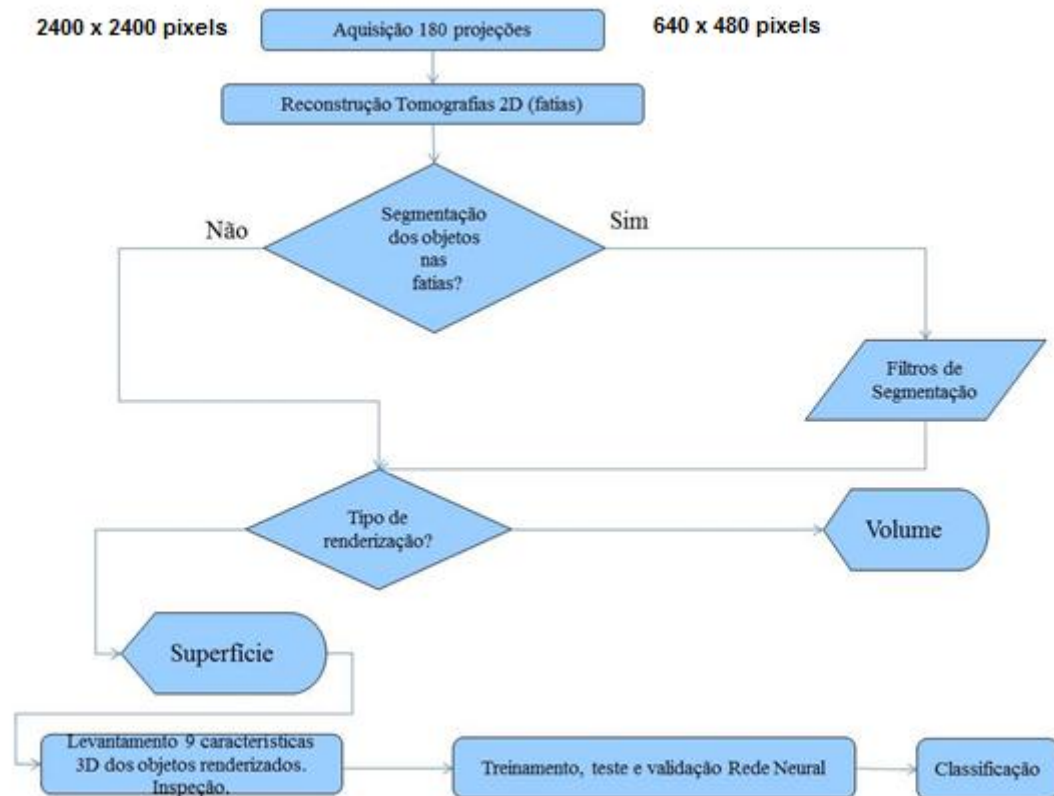 2400 x 2400 pixels
Aquisição 180 projeções
640 x 480 pixels
Reconstrução Tomografias 2D (fatias)
Segmentação
dos objetos
nas
fatias?
Não
Sim
Filtros de
Segmentação
Tipo de
renderização?
Volume
Superfície
Levantamento 9 características
3D dos objetos renderizados.
Inspeção.
Treinamento, teste e validação Rede Neural
Classificação